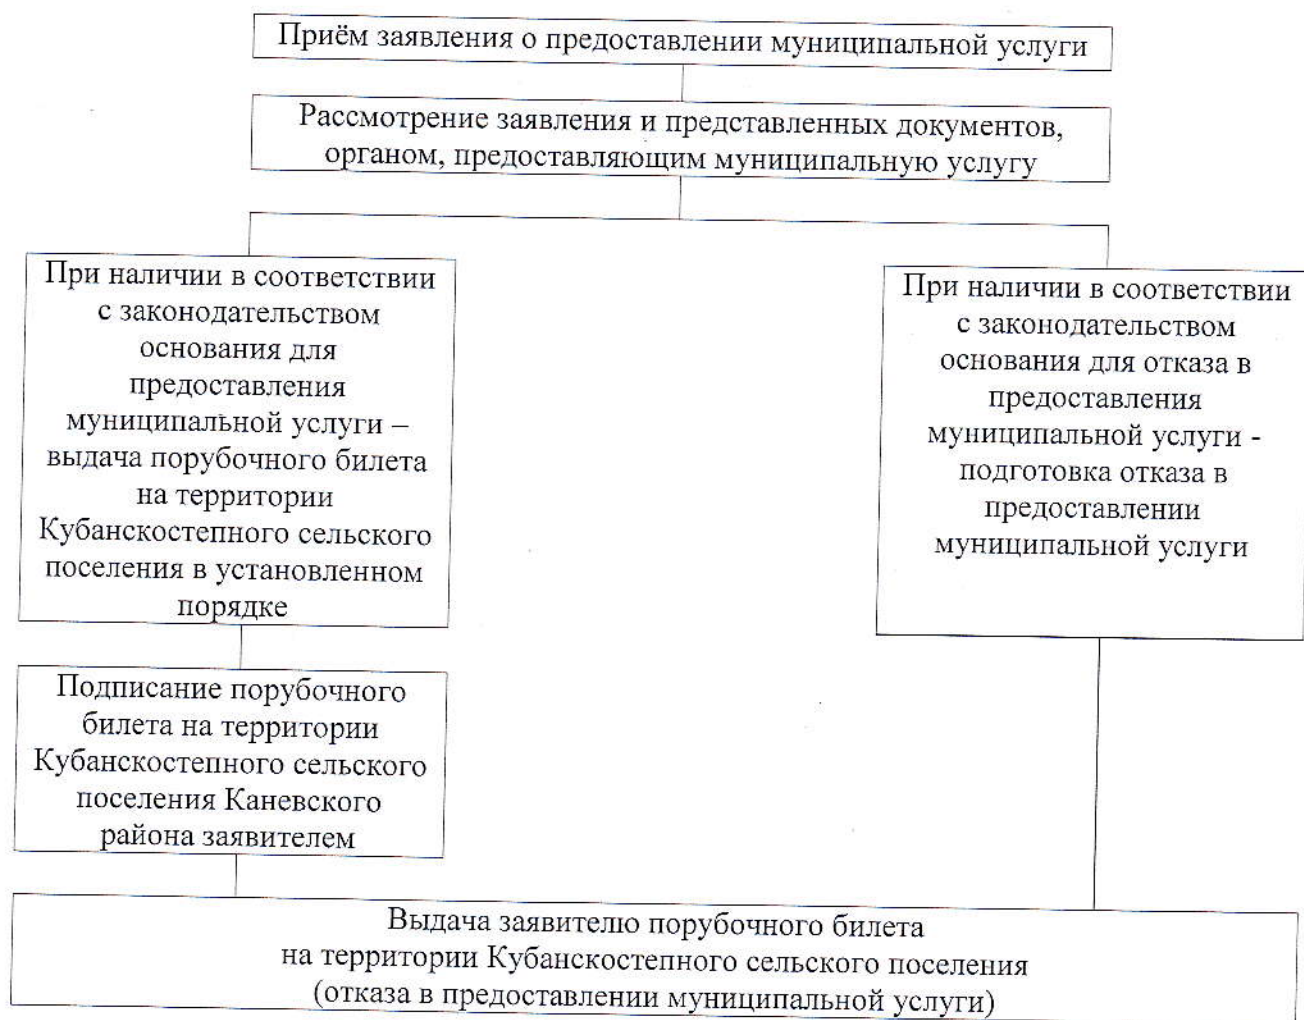 Приём заявления о предоставлении муниципальной услуги
Рассмотрение заявления и представленных документов,
органом, предоставляющим муниципальную услугу
При наличии в соответствии
с законодательством
основания для
предоставления
муниципальной услуги –
выдача порубочного билета
на территории
Кубанскостепного сельского
поселения в установленном
порядке
При наличии в соответствии
с законодательством
основания для отказа в
предоставления
муниципальной услуги -
подготовка отказа в
предоставлении
муниципальной услуги
Подписание порубочного
билета на территории
Кубанскостепного сельского
поселения Каневского
района заявителем
Выдача заявителю порубочного билета
на территории Кубанскостепного сельского поселения
(отказа в предоставлении муниципальной услуги)